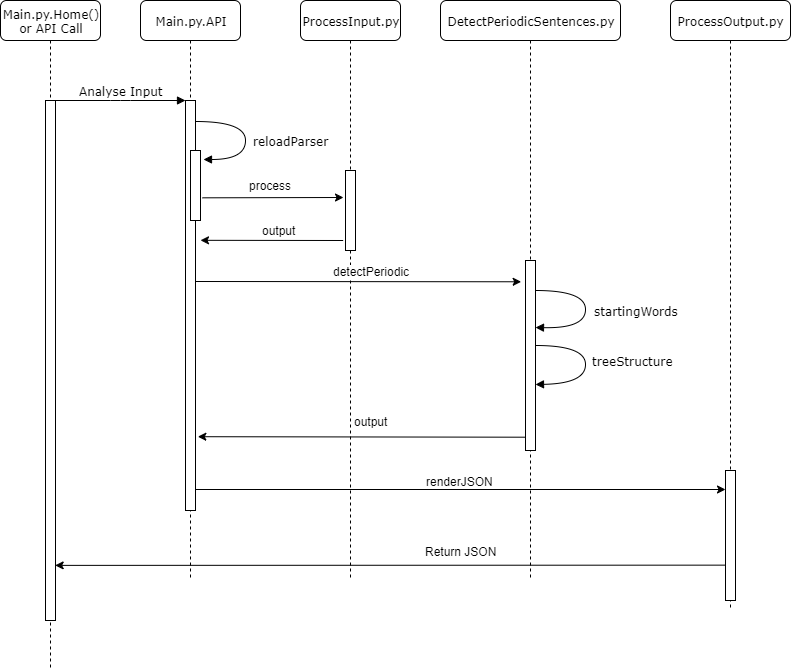 Main.py.Home()
or API Call
Main.py.API
ProcessInput.py
DetectPeriodicSentences.py
ProcessOutput.py
Analyse Input
reloadParser
process
output
detectPeriodic
startingWords
treeStructure
output
renderJSON
Return JSON